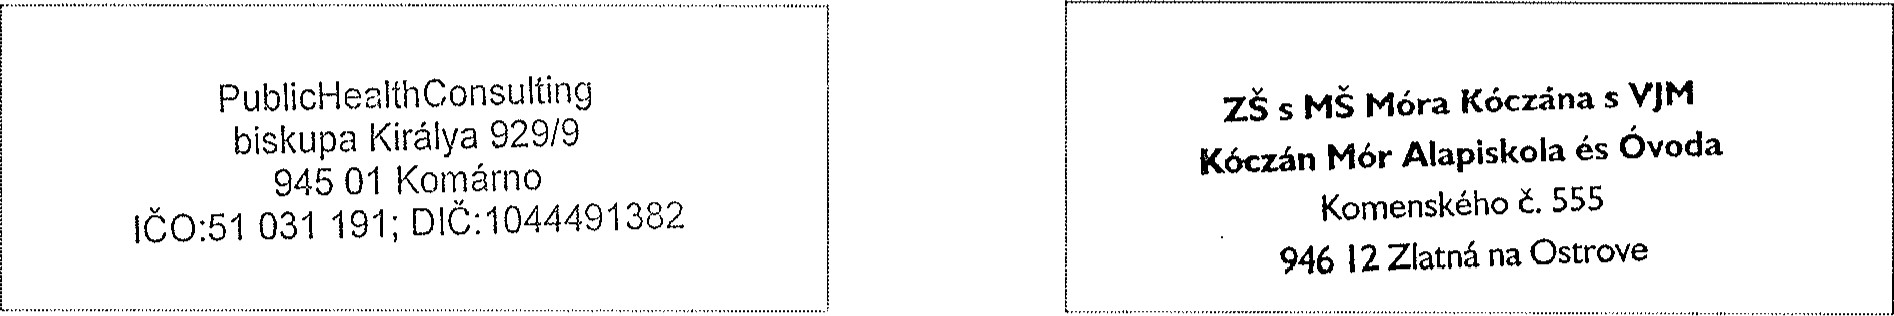 PublicHealthConsulting
biskupa Királya 929/9
945 01 Komárno
IČO:51 031 191; DIČ:1044491382
ZŠ s MŠ Móra Kóczána s VJM
Kóczán Mór Alapiskola és Óvoda
Komenského č. 555
946 12 Zlatná na Ostrove